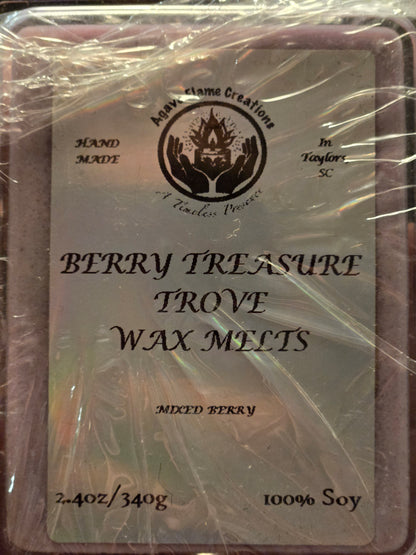 Agave Flame Creations
HAND
MADE
In
Taylors,
SC
A Timeless Presence
BERRY TREASURE
TROVE
WAX MELTS
MIXED BERRY
2.4oz/340g
100% Soy